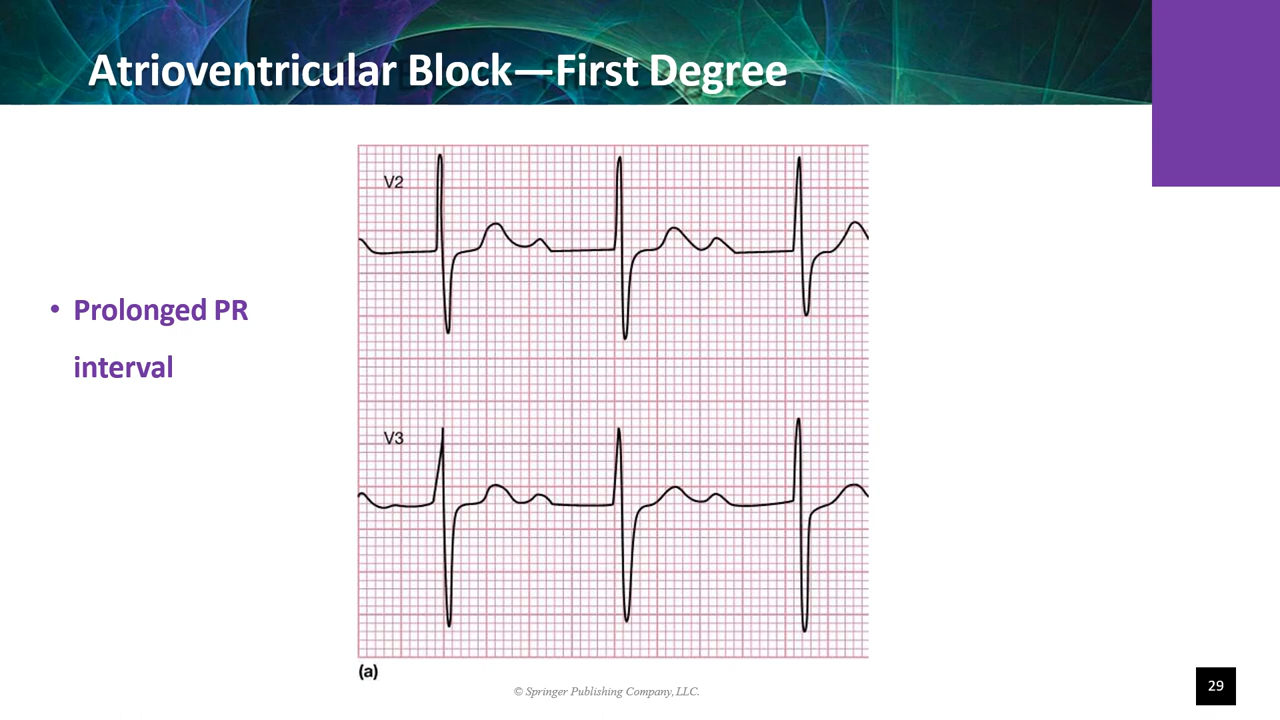 Atrioventricular Block—First Degree
• Prolonged PR
interval
V2
V3
(a)
© Springer Publishing Company, LLC.
29